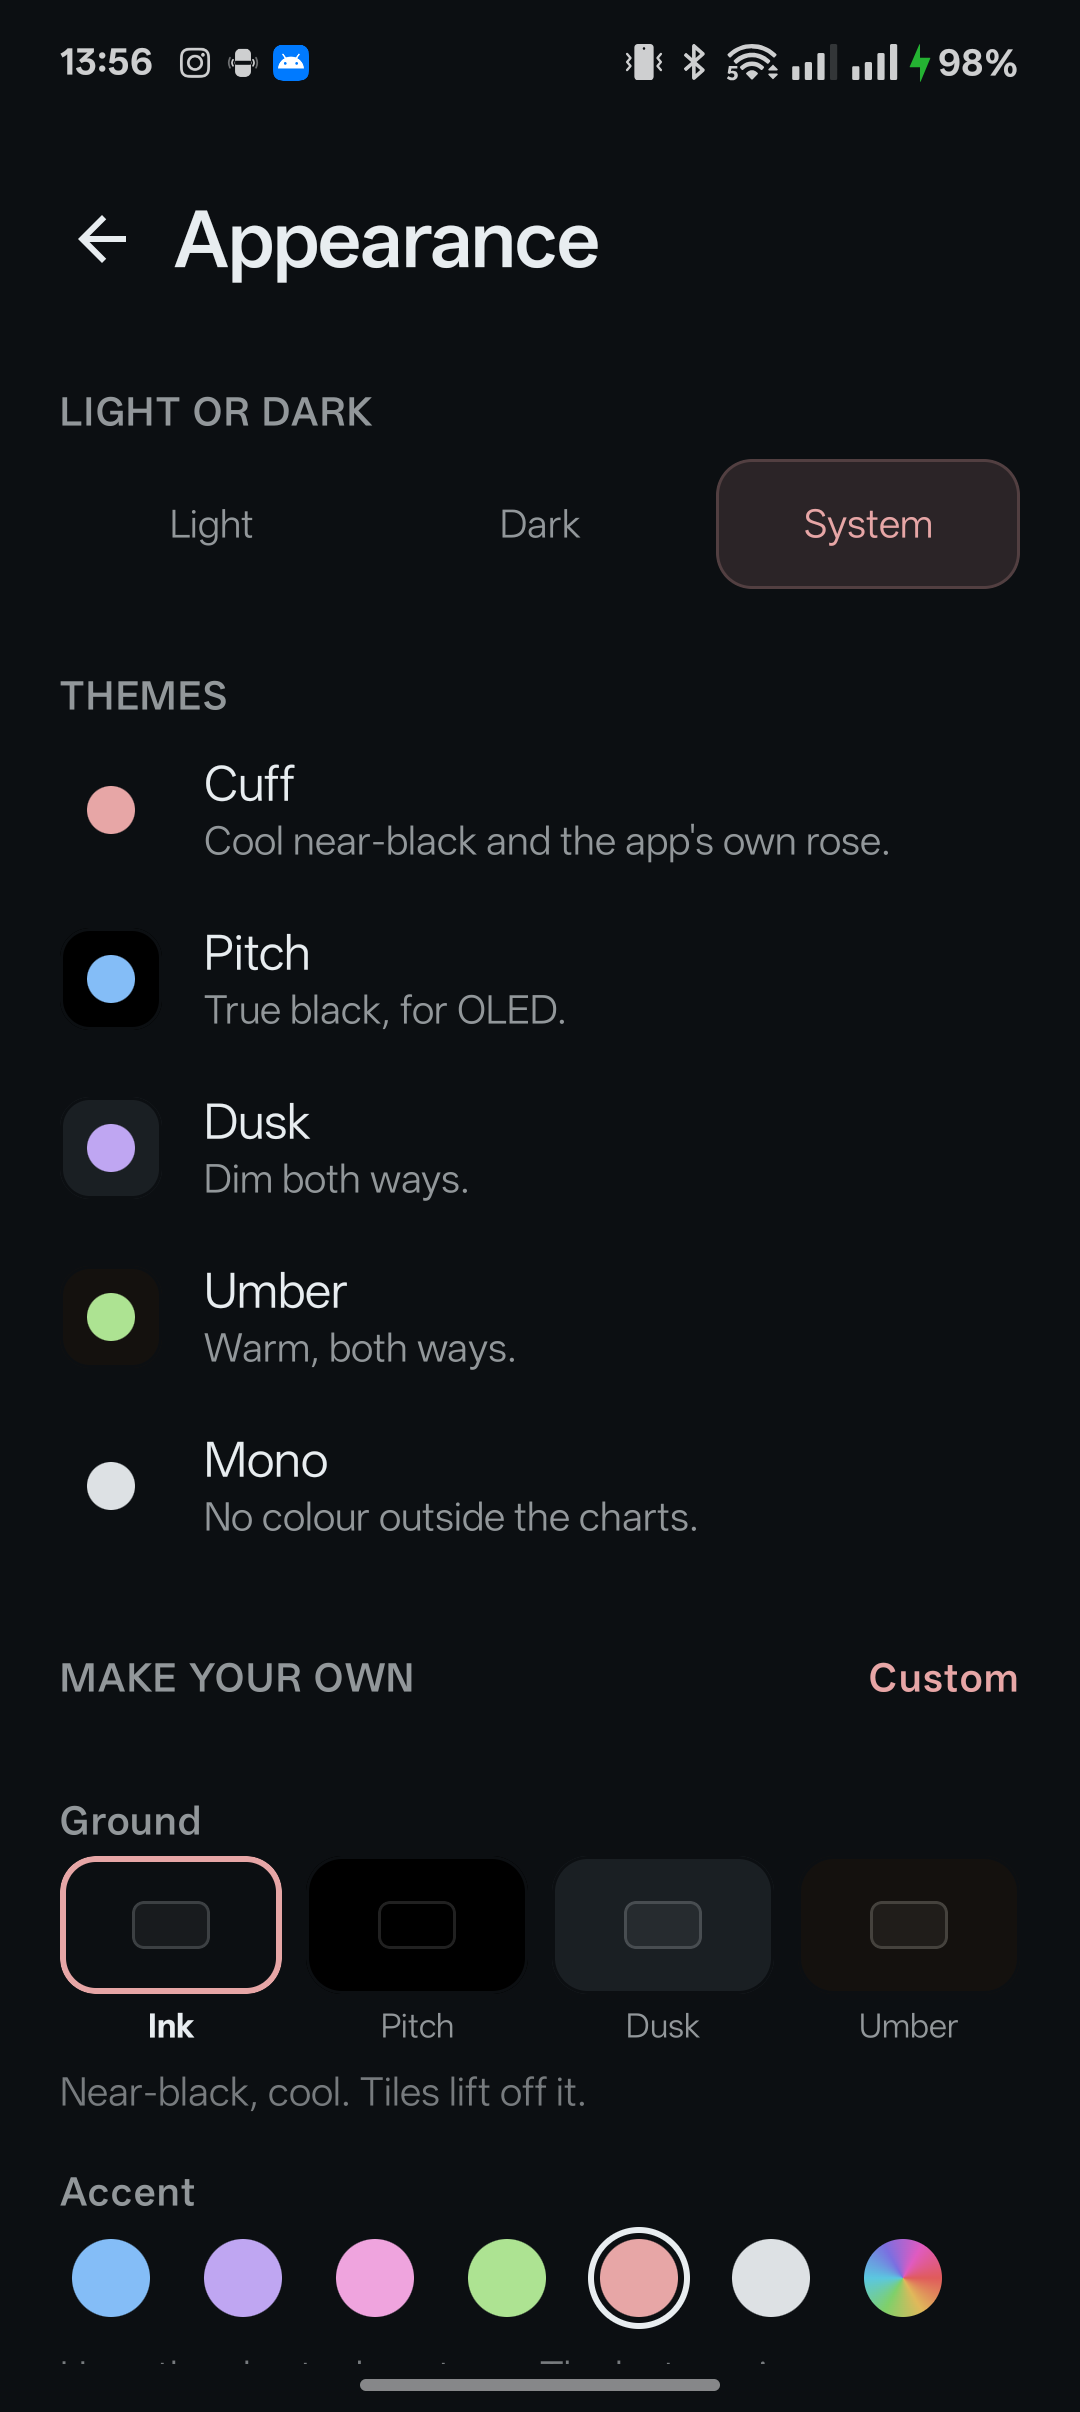 13:56
5
98%
Appearance
LIGHT OR DARK
Light
Dark
System
THEMES
Cuff
Cool near-black and the app's own rose.
Pitch
True black, for OLED.
Dusk
Dim both ways.
Umber
Warm, both ways.
Mono
No colour outside the charts.
MAKE YOUR OWN
Custom
Ground
Ink
Pitch
Dusk
Umber
Near-black, cool. Tiles lift off it.
Accent